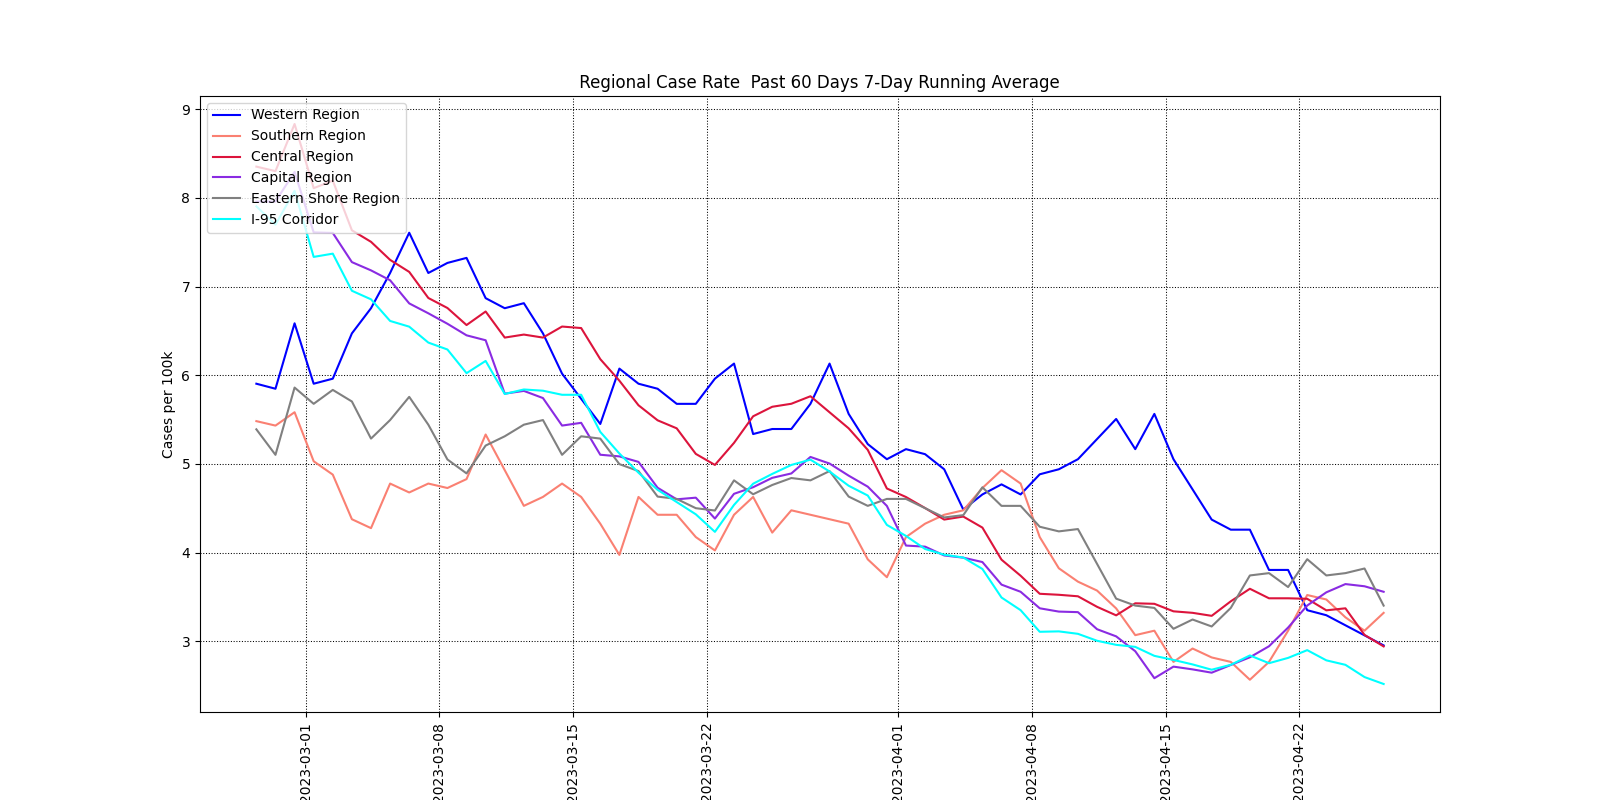 Regional Case Rate  Past 60 Days 7-Day Running Average
Cases per 100k
9
8
7
6
5
4
3
Western Region
Southern Region
Central Region
Capital Region
Eastern Shore Region
I-95 Corridor
2023-03-01
2023-03-08
2023-03-15
2023-03-22
2023-04-01
2023-04-08
2023-04-15
2023-04-22